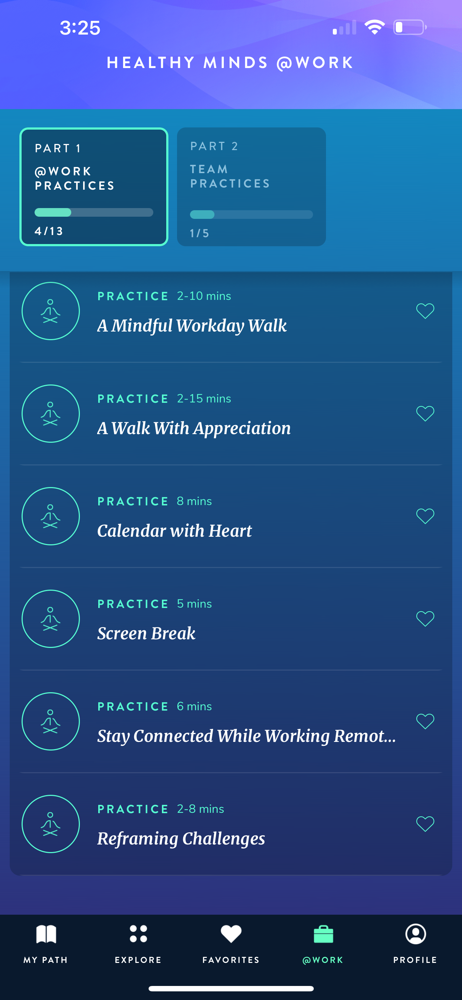 3:25
HEALTHY MINDS @WORK
PART 1
@WORK
PRACTICES
4/13
PART 2
TEAM
PRACTICES
1/5
PRACTICE 2-10 mins
A Mindful Workday Walk
PRACTICE 2-15 mins
A Walk With Appreciation
PRACTICE 8 mins
Calendar with Heart
PRACTICE 5 mins
Screen Break
PRACTICE 6 mins
Stay Connected While Working Remot...
PRACTICE 2-8 mins
Reframing Challenges
MY PATH EXPLORE FAVORITES @WORK PROFILE